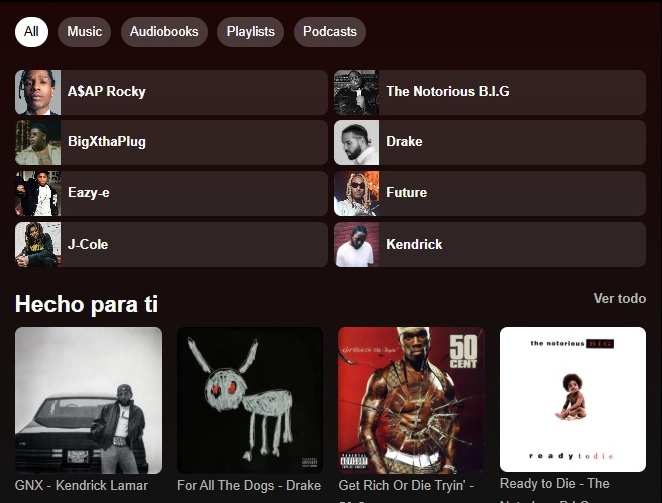 All
Music
Audiobooks
Playlists
Podcasts
A$AP Rocky
The Notorious B.I.G
BigXthaPlug
Drake
Eazy-e
Future
J-Cole
Kendrick
Hecho para ti
Ver todo
Get Rich Or Die Tryin'
50
CENT
the notorious BIG
ready to die
GNX - Kendrick Lamar
For All The Dogs - Drake
Get Rich Or Die Tryin' -
Ready to Die - The